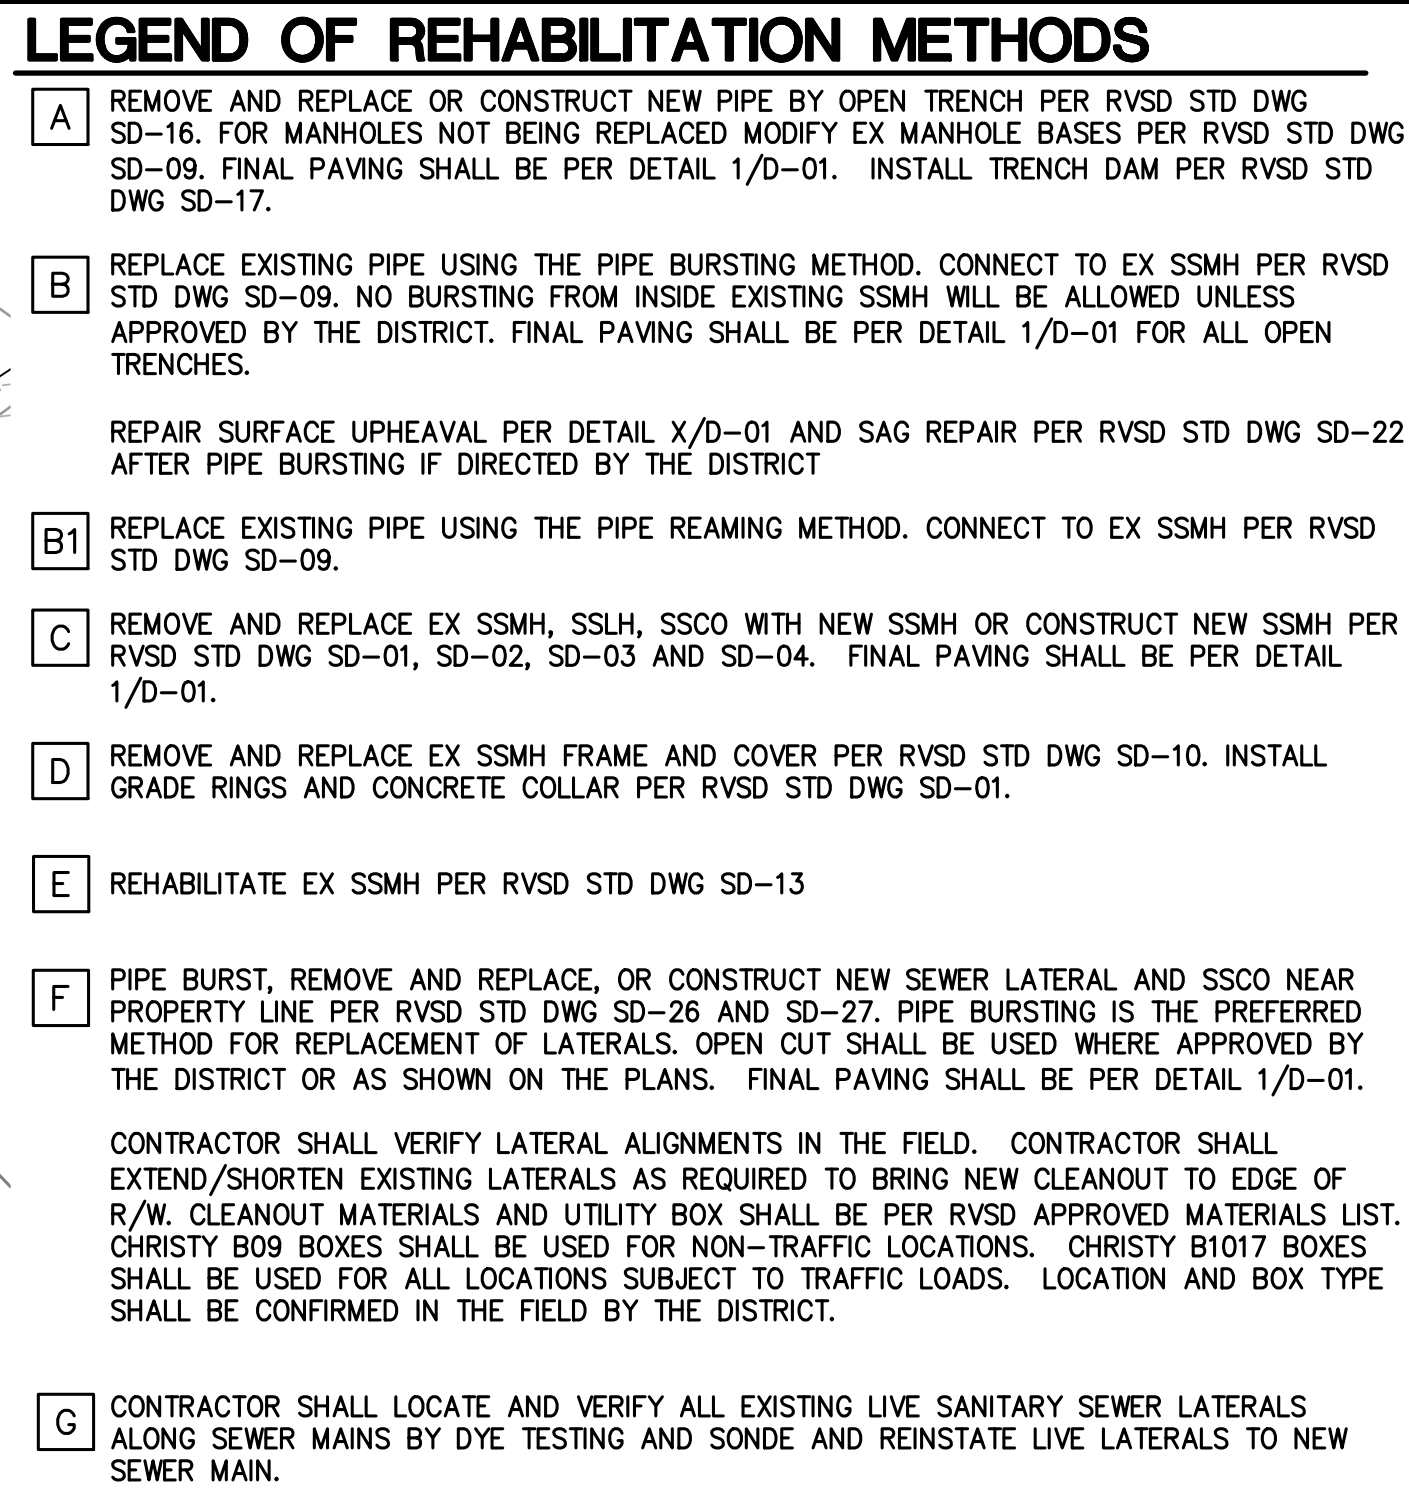 LEGEND OF REHABILITATION METHODS
A
REMOVE AND REPLACE OR CONSTRUCT NEW PIPE BY OPEN TRENCH PER RVSD STD DWG
SD-16. FOR MANHOLES NOT BEING REPLACED MODIFY EX MANHOLE BASES PER RVSD STD DWG
SD-09. FINAL PAVING SHALL BE PER DETAIL 1/D-01. INSTALL TRENCH DAM PER RVSD STD
DWG SD-17.
B
REPLACE EXISTING PIPE USING THE PIPE BURSTING METHOD. CONNECT TO EX SSMH PER RVSD
STD DWG SD-09. NO BURSTING FROM INSIDE EXISTING SSMH WILL BE ALLOWED UNLESS
APPROVED BY THE DISTRICT. FINAL PAVING SHALL BE PER DETAIL 1/D-01 FOR ALL OPEN
TRENCHES.
REPAIR SURFACE UPHEAVAL PER DETAIL X/D-01 AND SAG REPAIR PER RVSD STD DWG SD-22
AFTER PIPE BURSTING IF DIRECTED BY THE DISTRICT
B1
REPLACE EXISTING PIPE USING THE PIPE REAMING METHOD. CONNECT TO EX SSMH PER RVSD
STD DWG SD-09.
C
REMOVE AND REPLACE EX SSMH, SSLH, SSCO WITH NEW SSMH OR CONSTRUCT NEW SSMH PER
RVSD STD DWG SD-01, SD-02, SD-03 AND SD-04. FINAL PAVING SHALL BE PER DETAIL
1/D-01.
D
REMOVE AND REPLACE EX SSMH FRAME AND COVER PER RVSD STD DWG SD-10. INSTALL
GRADE RINGS AND CONCRETE COLLAR PER RVSD STD DWG SD-01.
E
REHABILITATE EX SSMH PER RVSD STD DWG SD-13
F
PIPE BURST, REMOVE AND REPLACE, OR CONSTRUCT NEW SEWER LATERAL AND SSCO NEAR
PROPERTY LINE PER RVSD STD DWG SD-26 AND SD-27. PIPE BURSTING IS THE PREFERRED
METHOD FOR REPLACEMENT OF LATERALS. OPEN CUT SHALL BE USED WHERE APPROVED BY
THE DISTRICT OR AS SHOWN ON THE PLANS. FINAL PAVING SHALL BE PER DETAIL 1/D-01.
CONTRACTOR SHALL VERIFY LATERAL ALIGNMENTS IN THE FIELD. CONTRACTOR SHALL
EXTEND/SHORTEN EXISTING LATERALS AS REQUIRED TO BRING NEW CLEANOUT TO EDGE OF
R/W. CLEANOUT MATERIALS AND UTILITY BOX SHALL BE PER RVSD APPROVED MATERIALS LIST.
CHRISTY B09 BOXES SHALL BE USED FOR NON-TRAFFIC LOCATIONS. CHRISTY B1017 BOXES
SHALL BE USED FOR ALL LOCATIONS SUBJECT TO TRAFFIC LOADS. LOCATION AND BOX TYPE
SHALL BE CONFIRMED IN THE FIELD BY THE DISTRICT.
G
CONTRACTOR SHALL LOCATE AND VERIFY ALL EXISTING LIVE SANITARY SEWER LATERALS
ALONG SEWER MAINS BY DYE TESTING AND SONDE AND REINSTATE LIVE LATERALS TO NEW
SEWER MAIN.